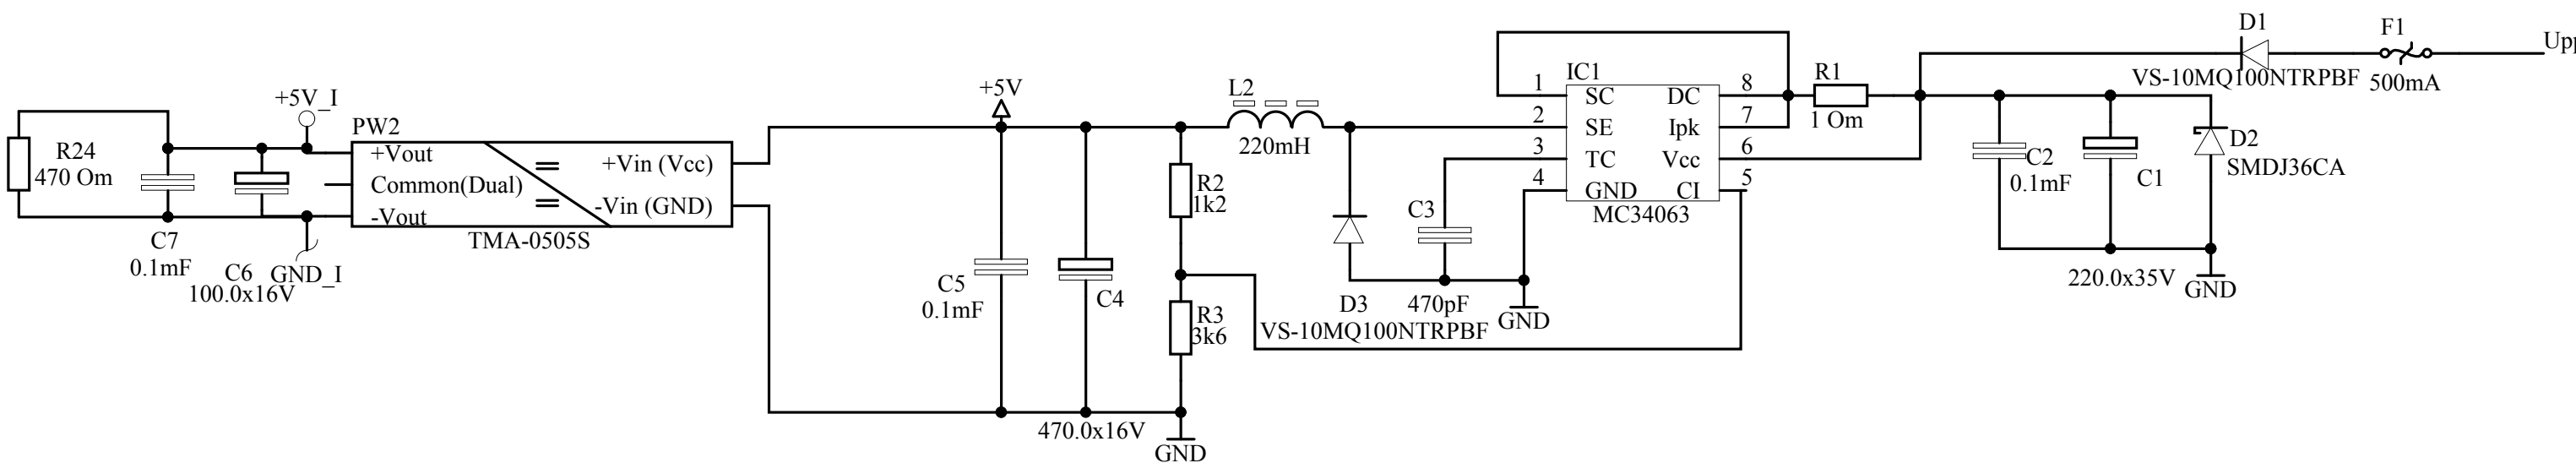 R24
470 Om
C7
0.1mF
+5V_I
C6
100.0x16V
GND_I
PW2
+Vout
Common(Dual)
-Vout
+Vin (Vcc)
-Vin (GND)
TMA-0505S
+5V
C5
0.1mF
C4
470.0x16V
R2
1k2
R3
3k6
GND
L2
220mH
D3
VS-10MQ100NTRPBF
C3
470pF
GND
IC1
1 SC DC 8
2 SE Ipk 7
3 TC Vcc 6
4 GND CI 5
MC34063
R1
1 Om
C2
0.1mF
C1
220.0x35V
D2
SMDJ36CA
GND
D1
VS-10MQ100NTRPBF
F1
500mA